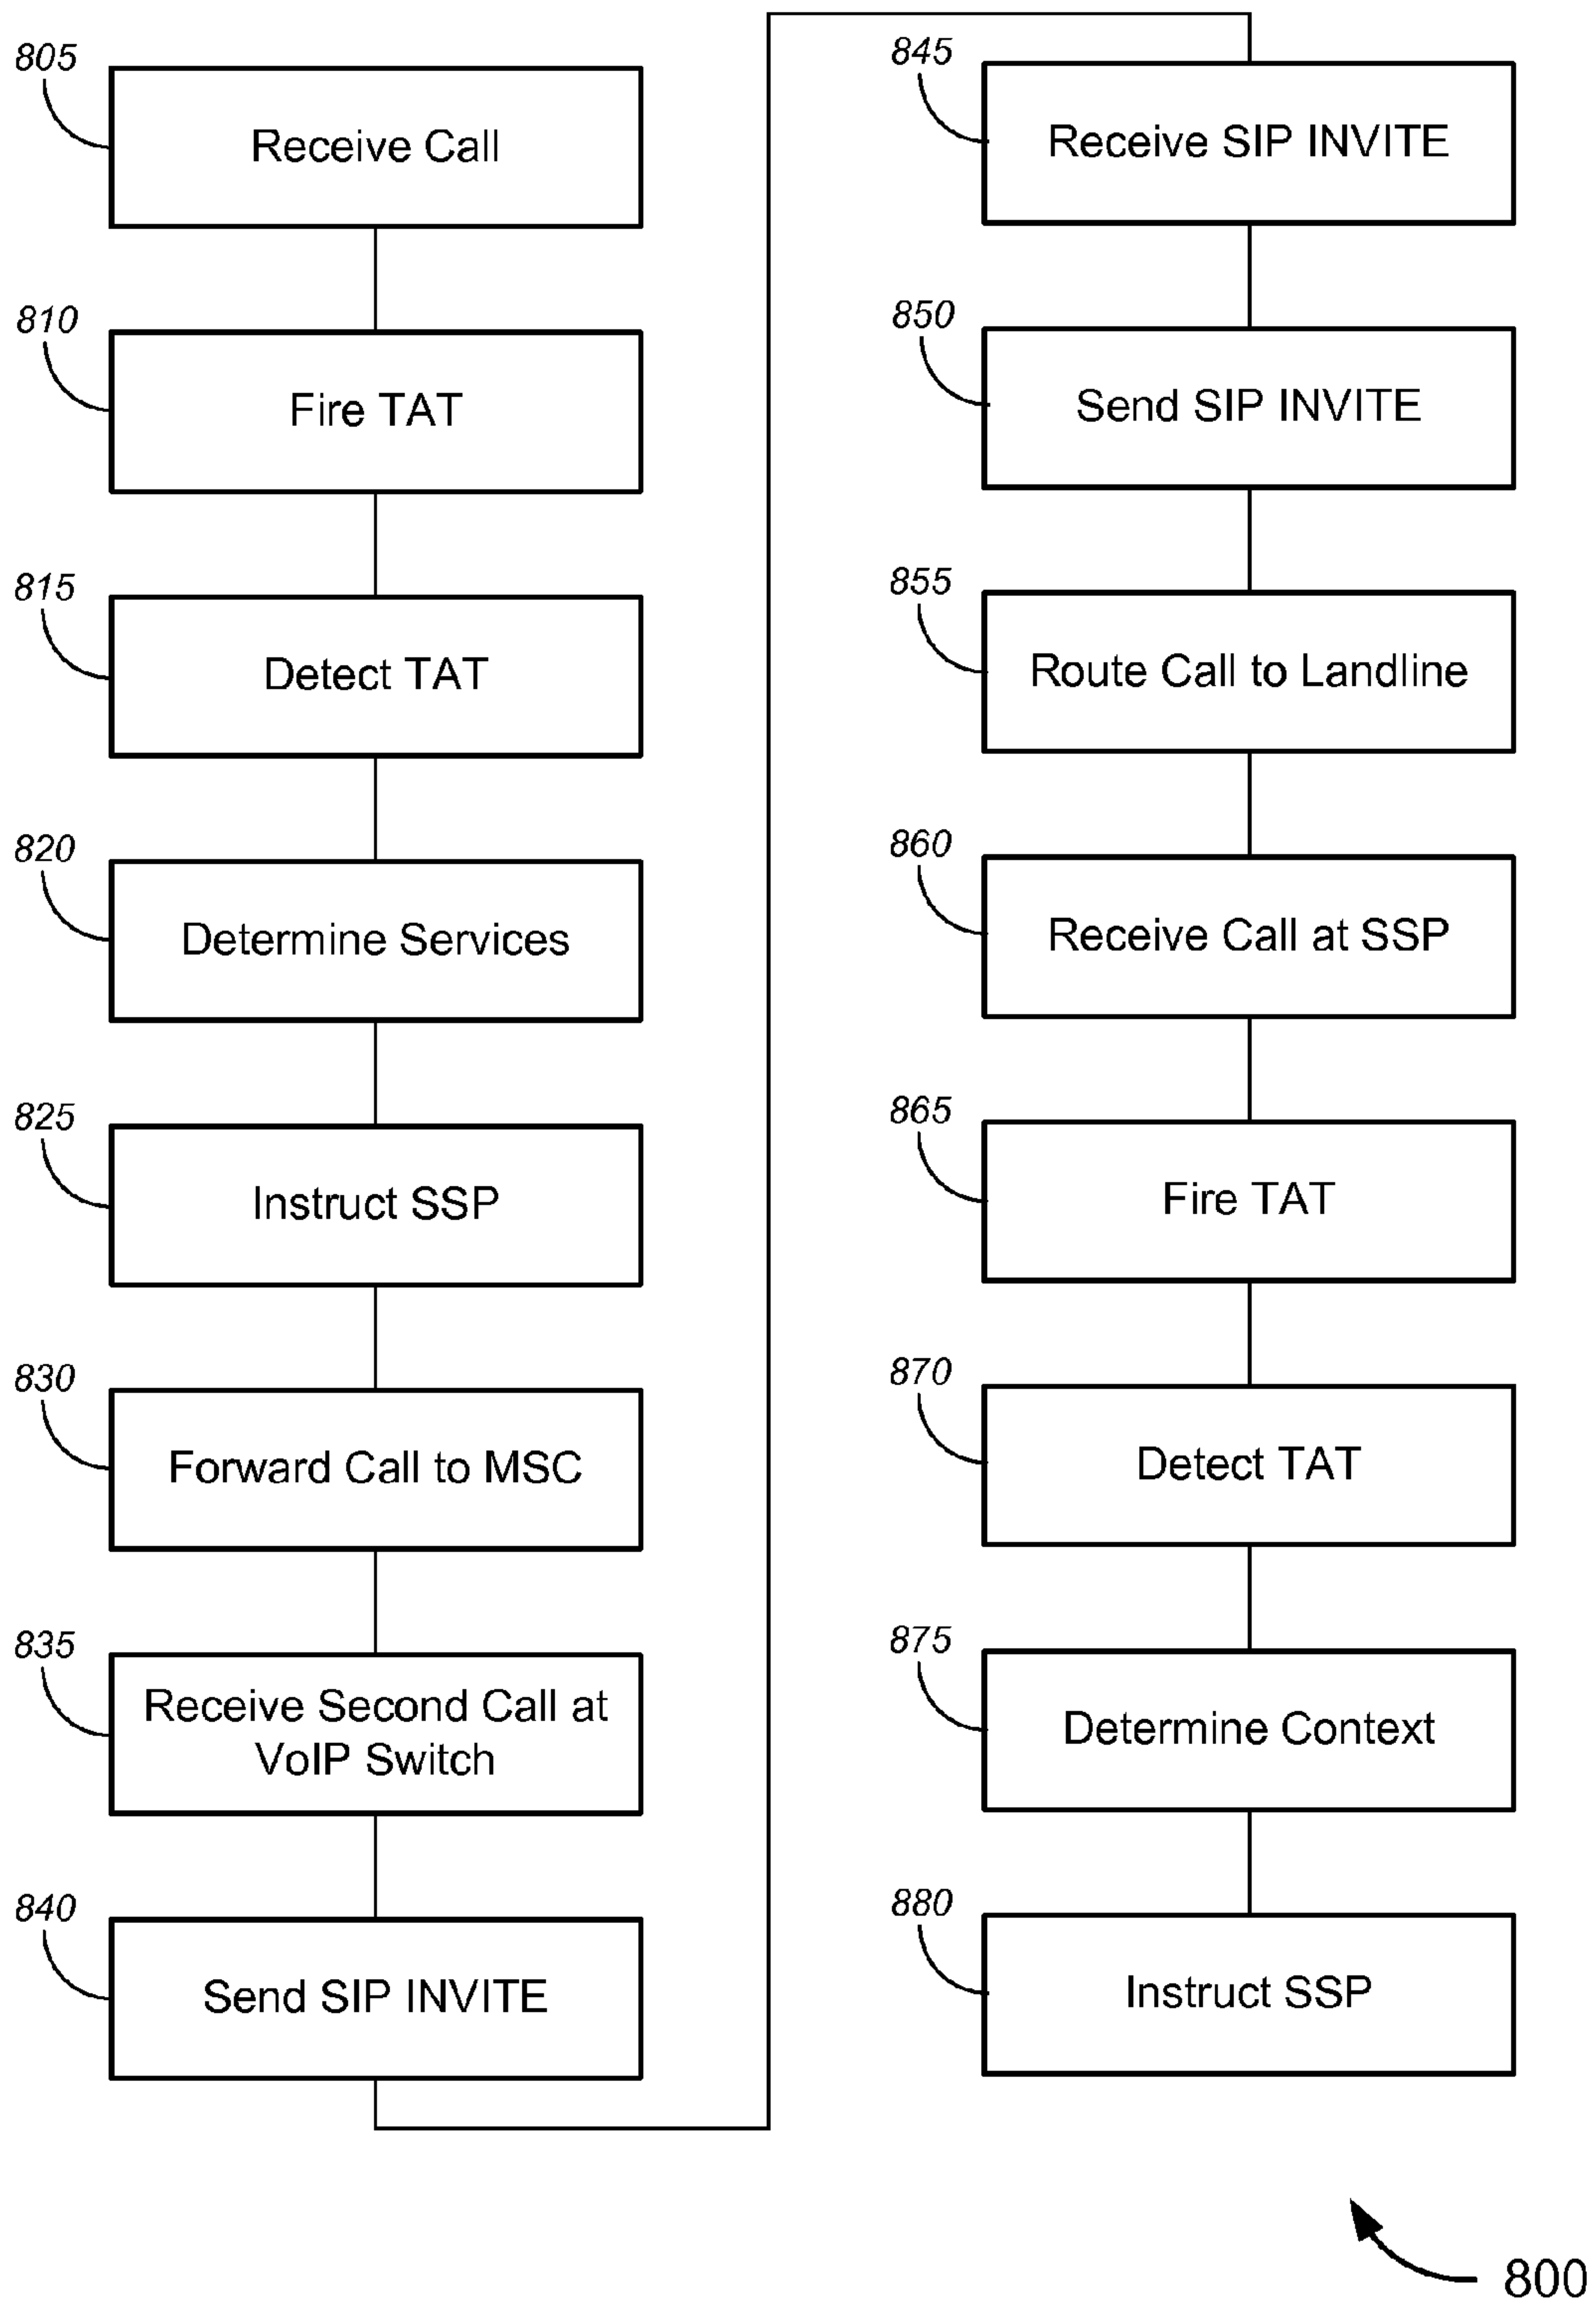 805
Receive Call
810
Fire TAT
815
Detect TAT
820
Determine Services
825
Instruct SSP
830
Forward Call to MSC
835
Receive Second Call at
VoIP Switch
840
Send SIP INVITE
845
Receive SIP INVITE
850
Send SIP INVITE
855
Route Call to Landline
860
Receive Call at SSP
865
Fire TAT
870
Detect TAT
875
Determine Context
880
Instruct SSP
800